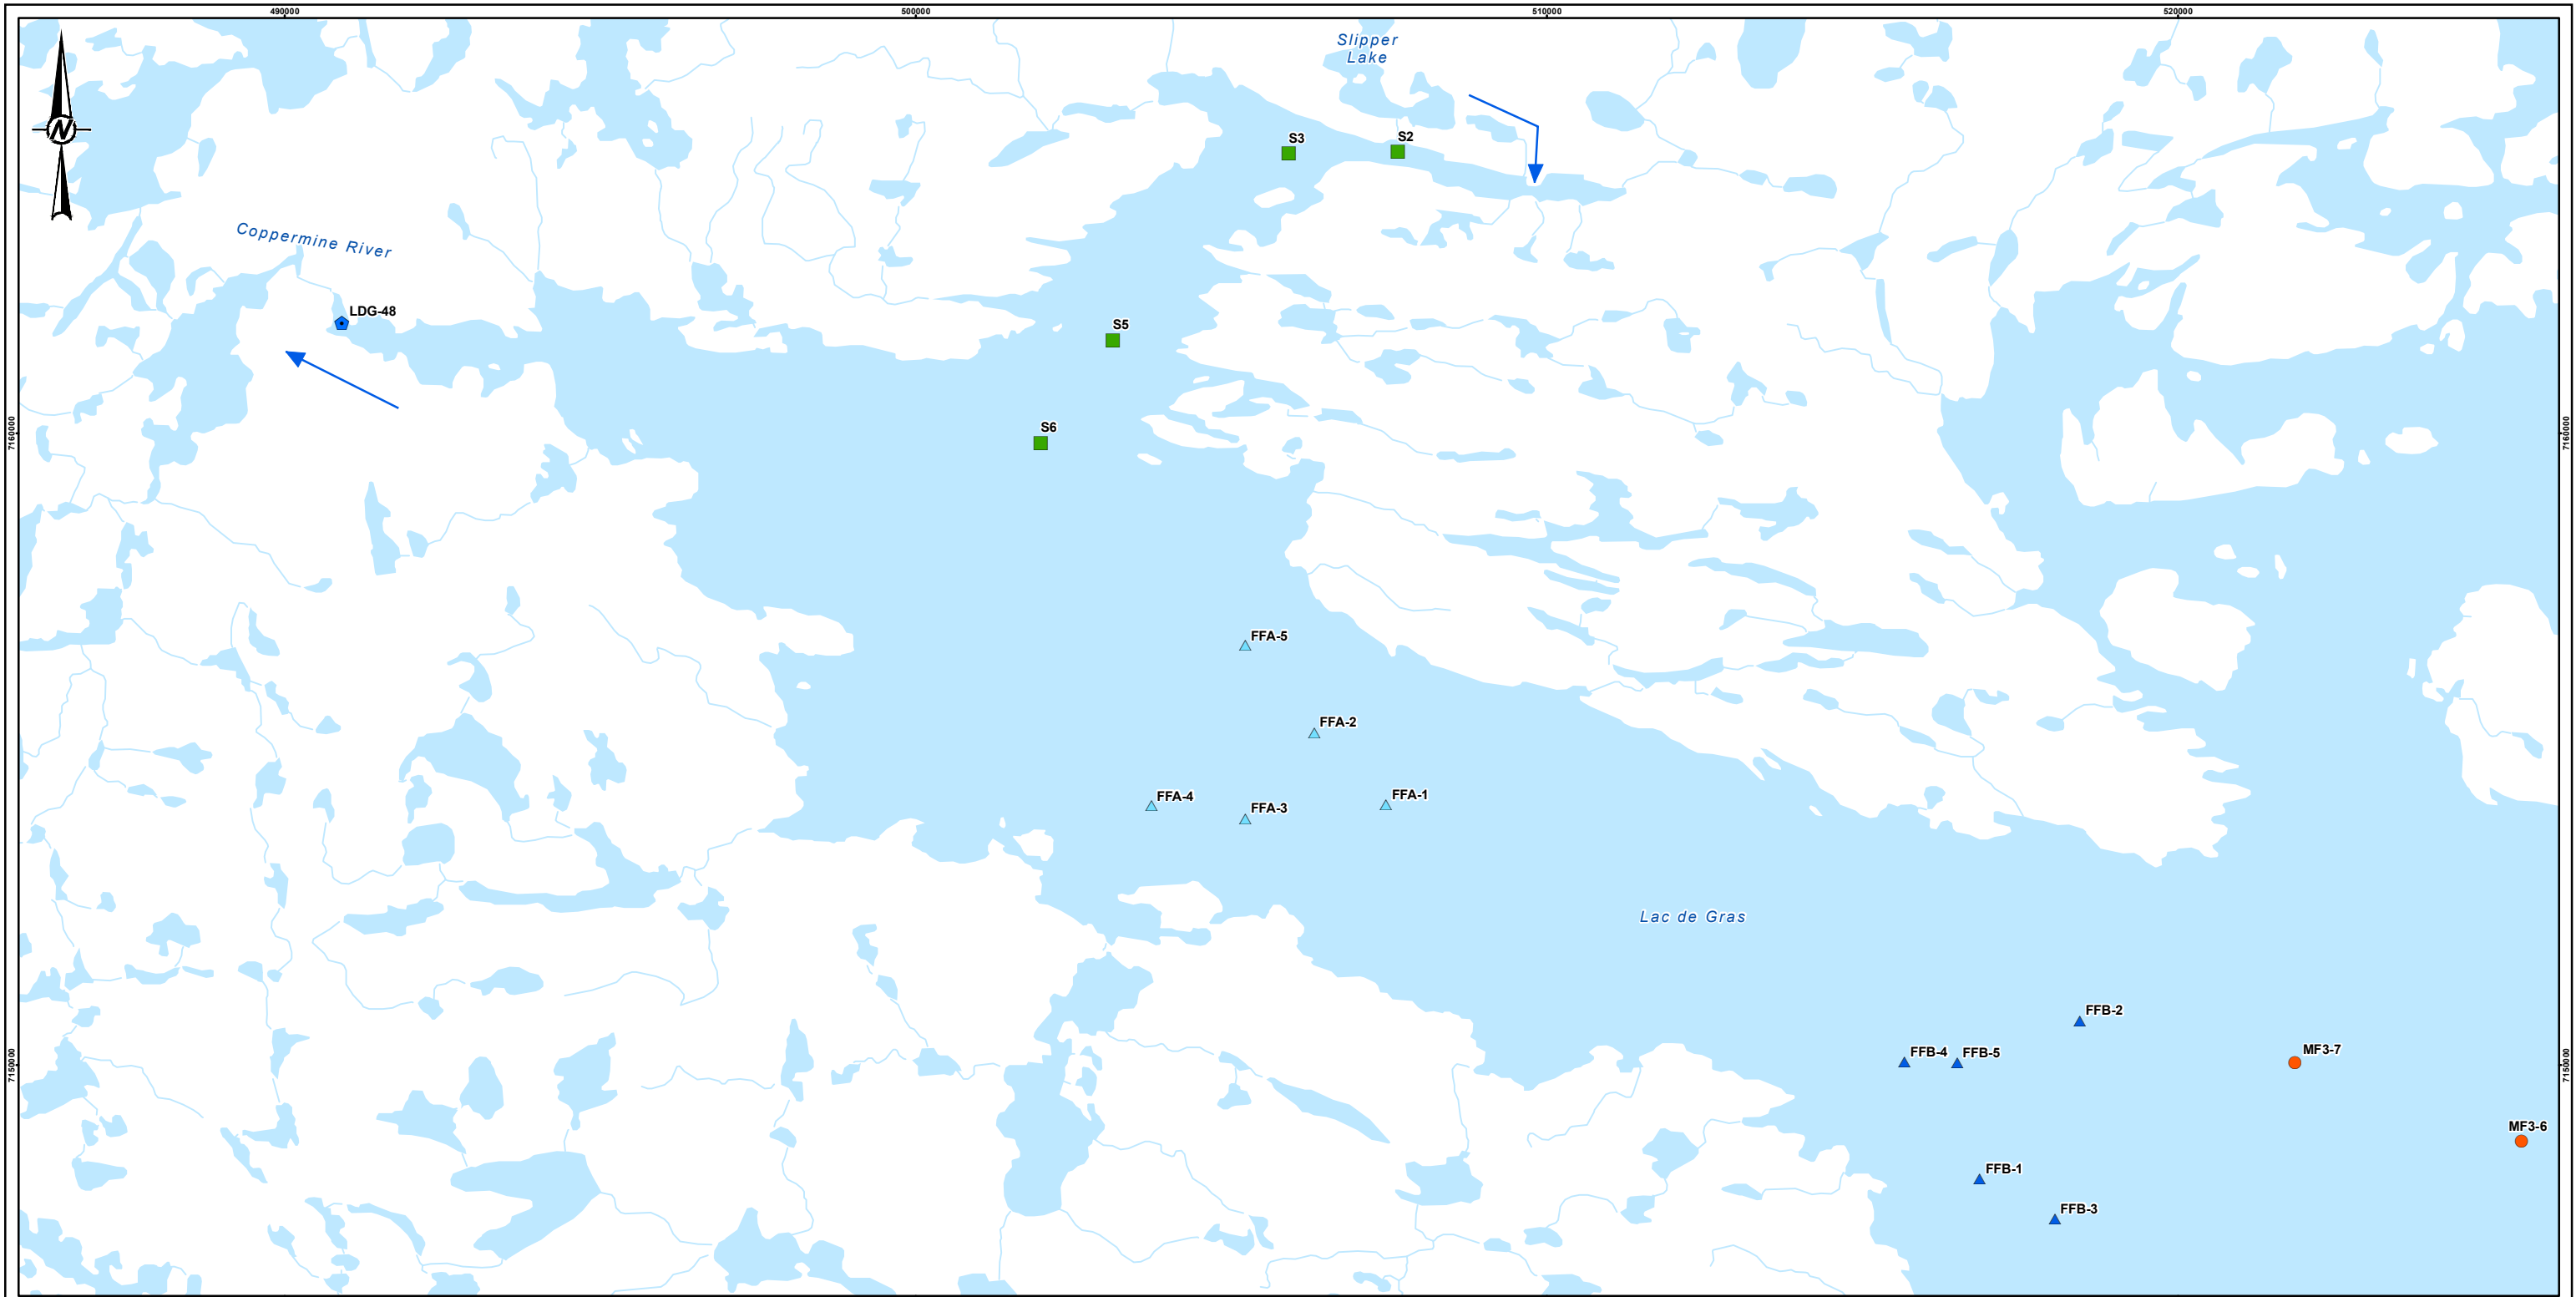 490000
500000
510000
520000
Slipper
Lake
N
S3
S2
Coppermine River
LDG-48
S5
7160000
7160000
S6
FFA-5
FFA-2
FFA-4
FFA-3
FFA-1
Lac de Gras
FFB-2
FFB-4
FFB-5
MF3-7
7150000
7150000
MF3-6
FFB-1
FFB-3